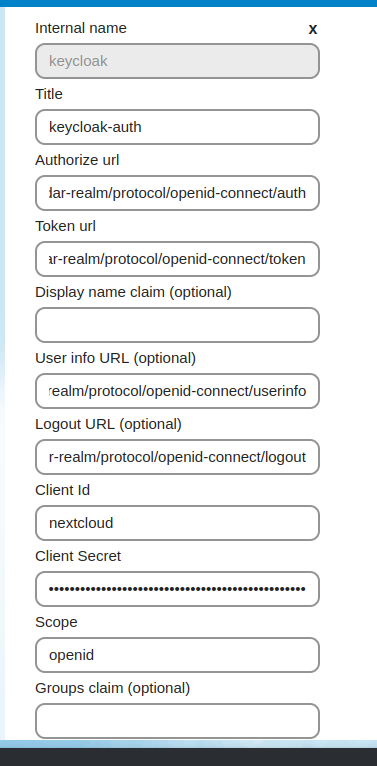 Internal name x
keycloak
Title
keycloak-auth
Authorize url
dar-realm/protocol/openid-connect/auth
Token url
ar-realm/protocol/openid-connect/token
Display name claim (optional)
User info URL (optional)
realm/protocol/openid-connect/userinfo
Logout URL (optional)
r-realm/protocol/openid-connect/logout
Client Id
nextcloud
Client Secret
Scope
openid
Groups claim (optional)